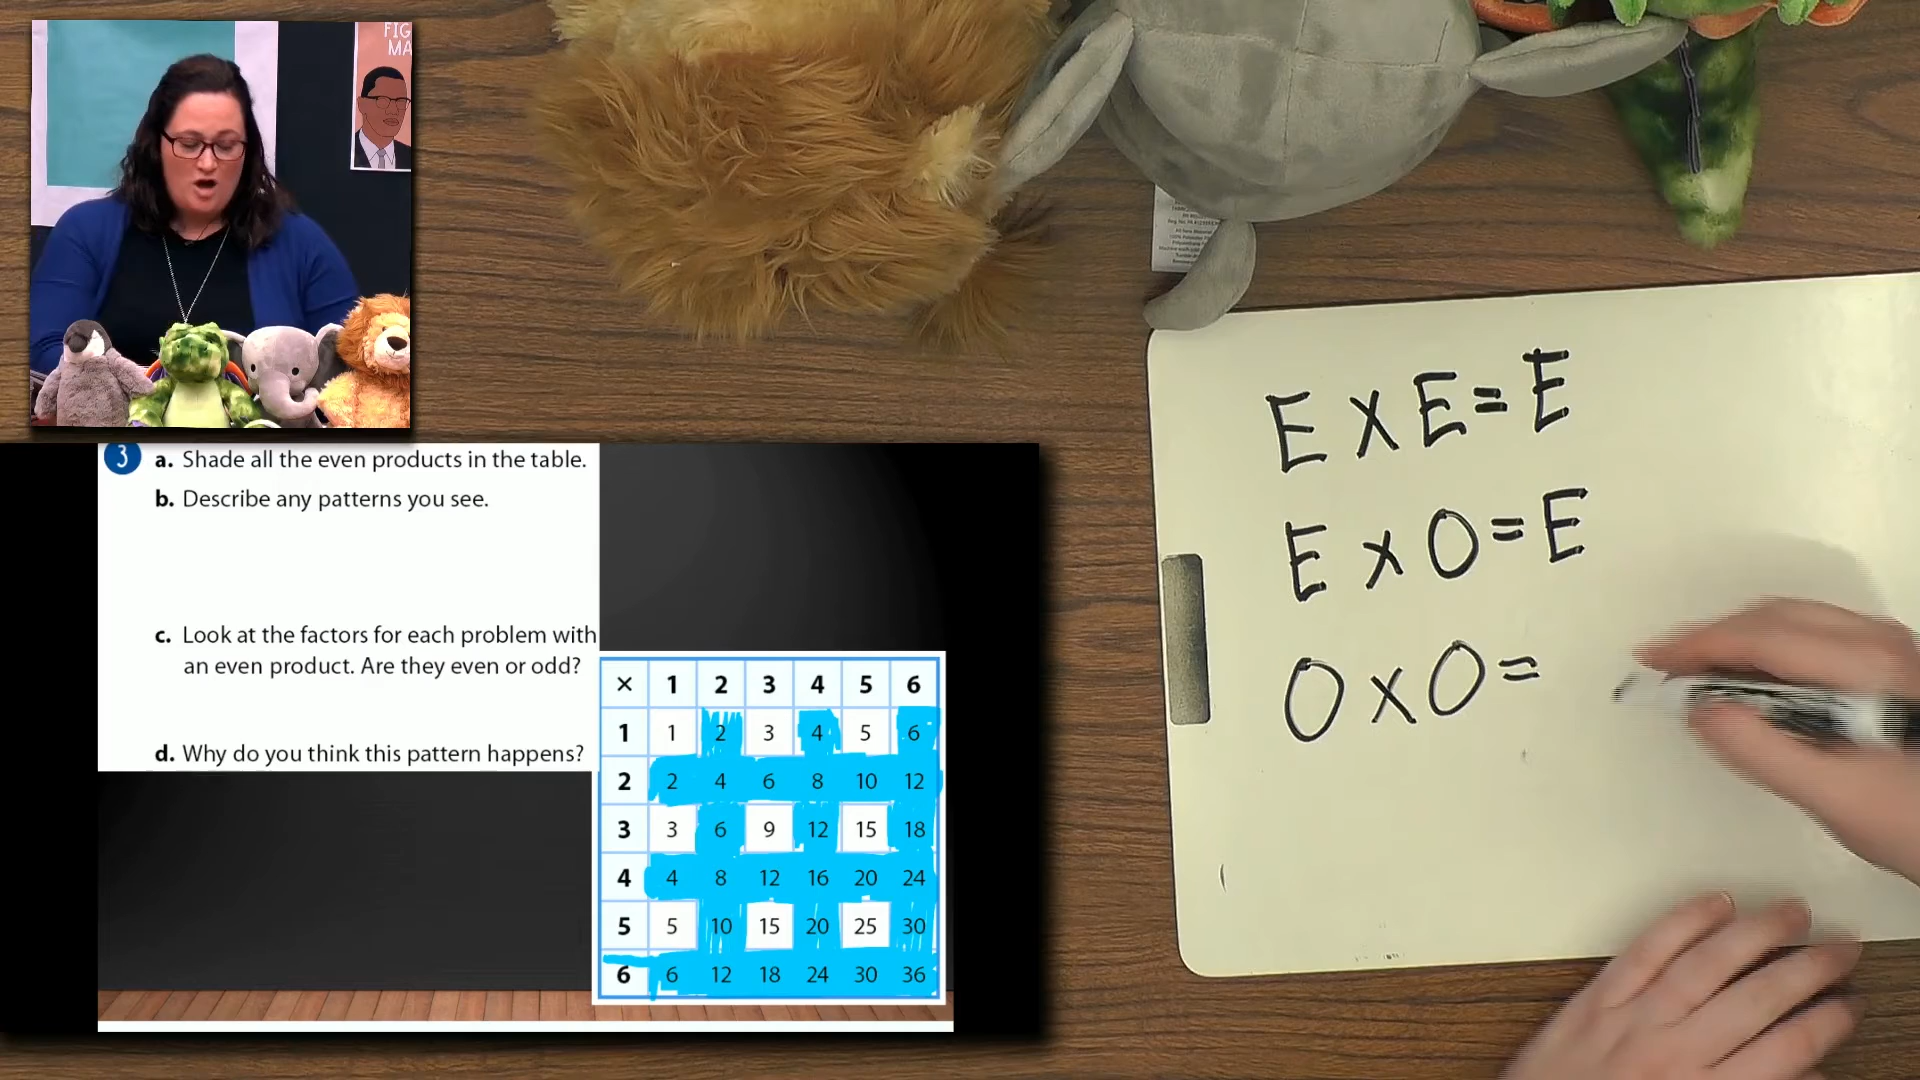 FIG
MA
3 a. Shade all the even products in the table.
b. Describe any patterns you see.
c. Look at the factors for each problem with
an even product. Are they even or odd?
d. Why do you think this pattern happens?
× 1 2 3 4 5 6
1 1 2 3 4 5 6
2 2 4 6 8 10 12
3 3 6 9 12 15 18
4 4 8 12 16 20 24
5 5 10 15 20 25 30
6 6 12 18 24 30 36
E X E = E
E X O = E
O X O =